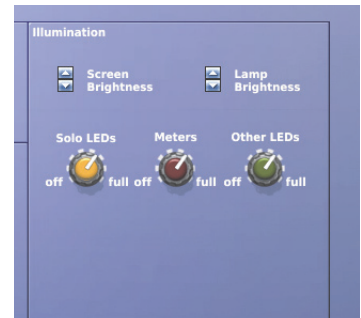 Illumination
Screen Brightness
Lamp Brightness
Solo LEDs
Meters
Other LEDs
off full off full off full